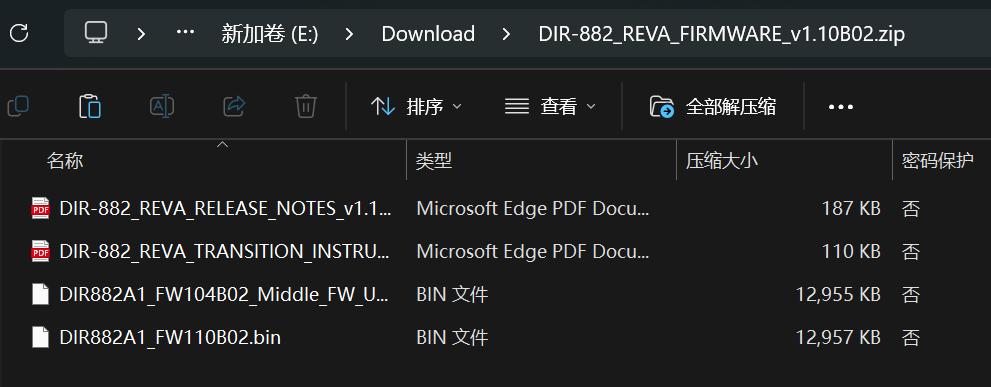 新加卷 (E:) Download DIR-882_REVA_FIRMWARE_v1.10B02.zip
排序 查看 全部解压缩
名称 类型 压缩大小 密码保护
DIR-882_REVA_RELEASE_NOTES_v1.1... Microsoft Edge PDF Docu... 187 KB 否
DIR-882_REVA_TRANSITION_INSTRU... Microsoft Edge PDF Docu... 110 KB 否
DIR882A1_FW104B02_Middle_FW_U... BIN 文件 12,955 KB 否
DIR882A1_FW110B02.bin BIN 文件 12,957 KB 否